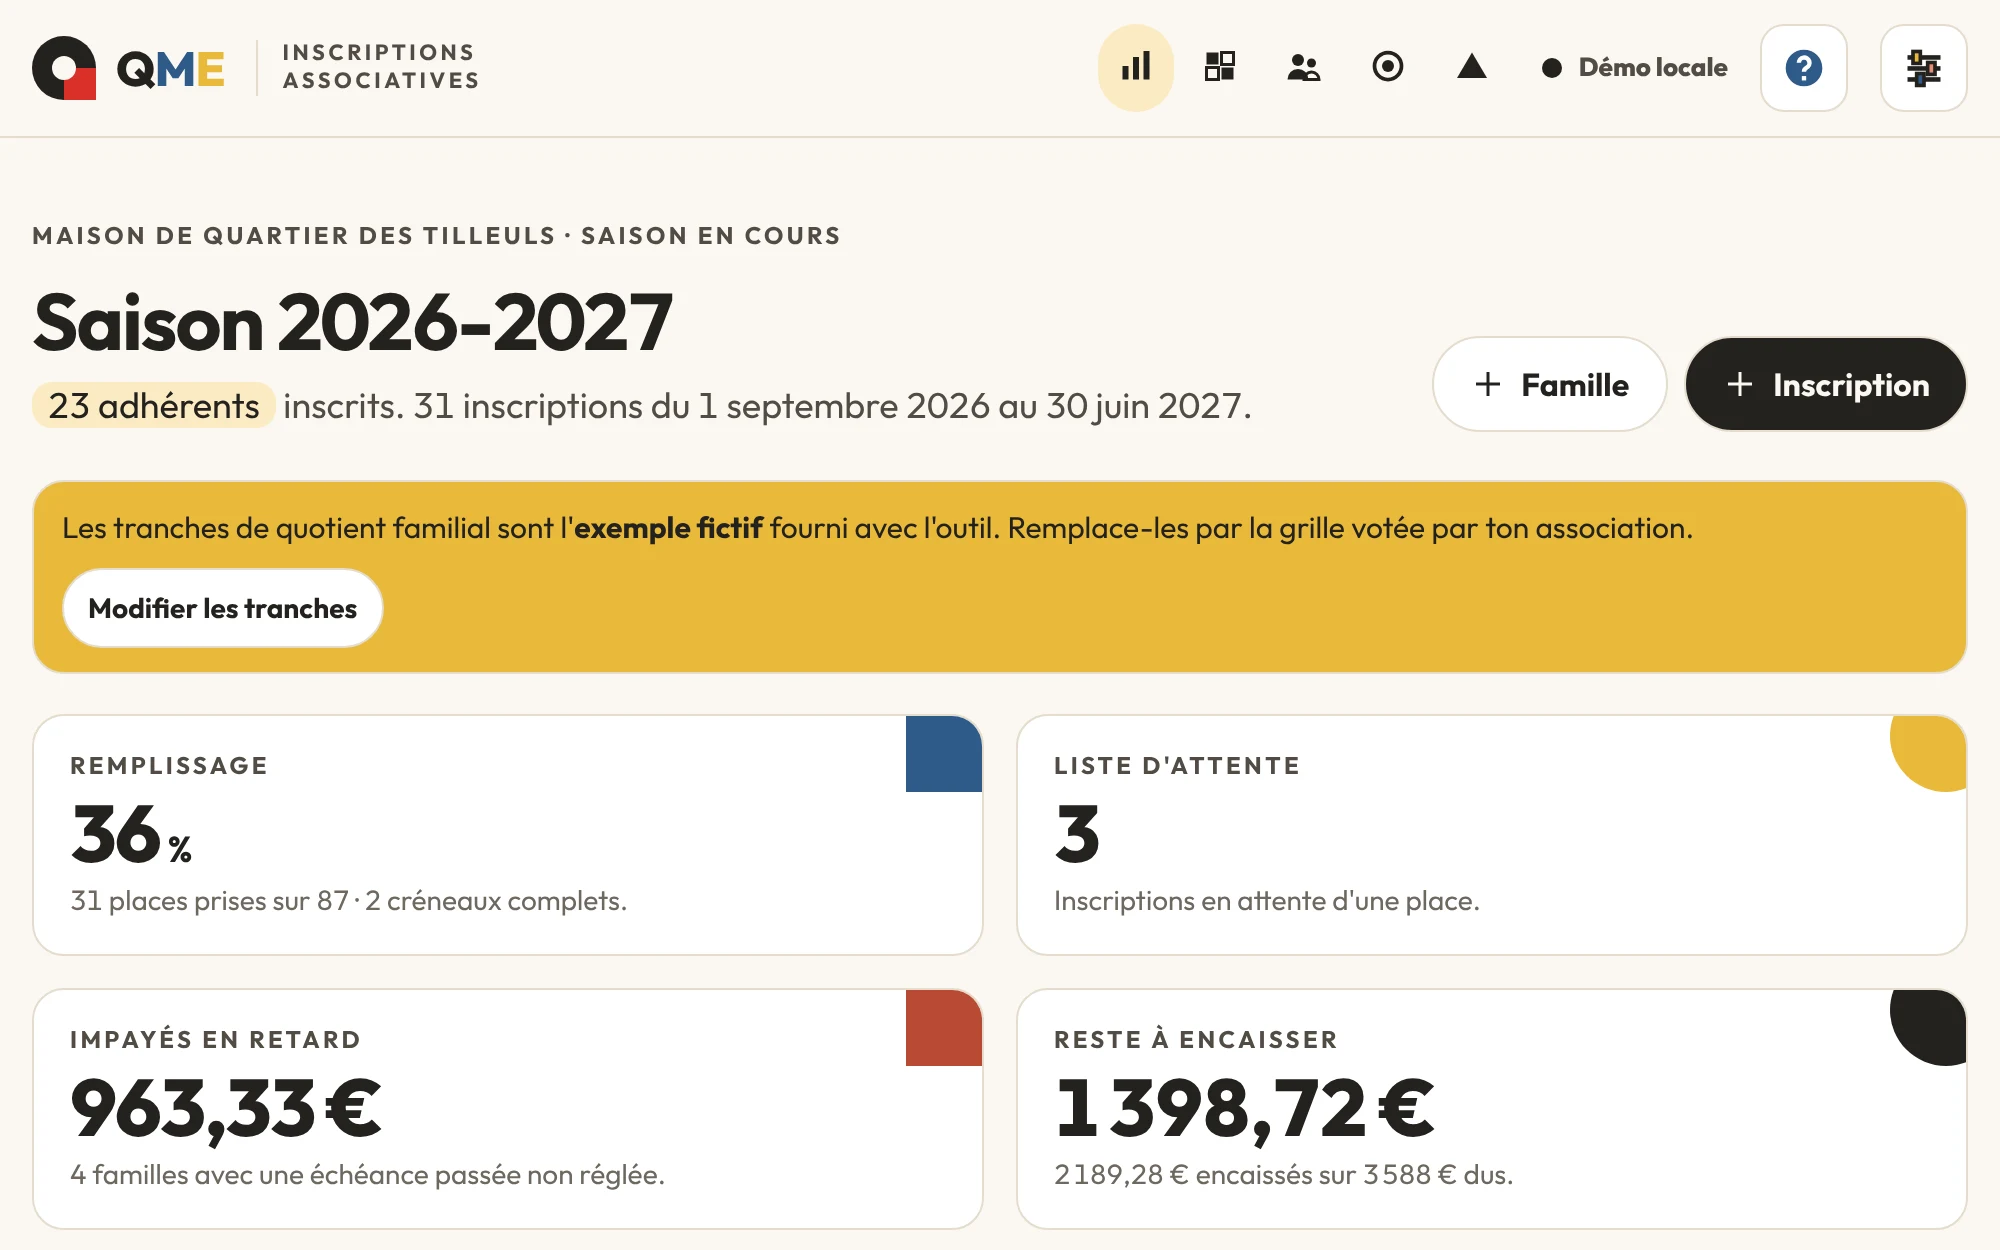 QME
INSCRIPTIONS
ASSOCIATIVES
Démo locale
?
MAISON DE QUARTIER DES TILLEULS · SAISON EN COURS
Saison 2026-2027
23 adhérents inscrits. 31 inscriptions du 1 septembre 2026 au 30 juin 2027.
+ Famille
+ Inscription
Les tranches de quotient familial sont l'exemple fictif fourni avec l'outil. Remplace-les par la grille votée par ton association.
Modifier les tranches
REMPLISSAGE
36 %
31 places prises sur 87 · 2 créneaux complets.
LISTE D'ATTENTE
3
Inscriptions en attente d'une place.
IMPAYÉS EN RETARD
963,33 €
4 familles avec une échéance passée non réglée.
RESTE À ENCAISSER
1 398,72 €
2 189,28 € encaissés sur 3 588 € dus.